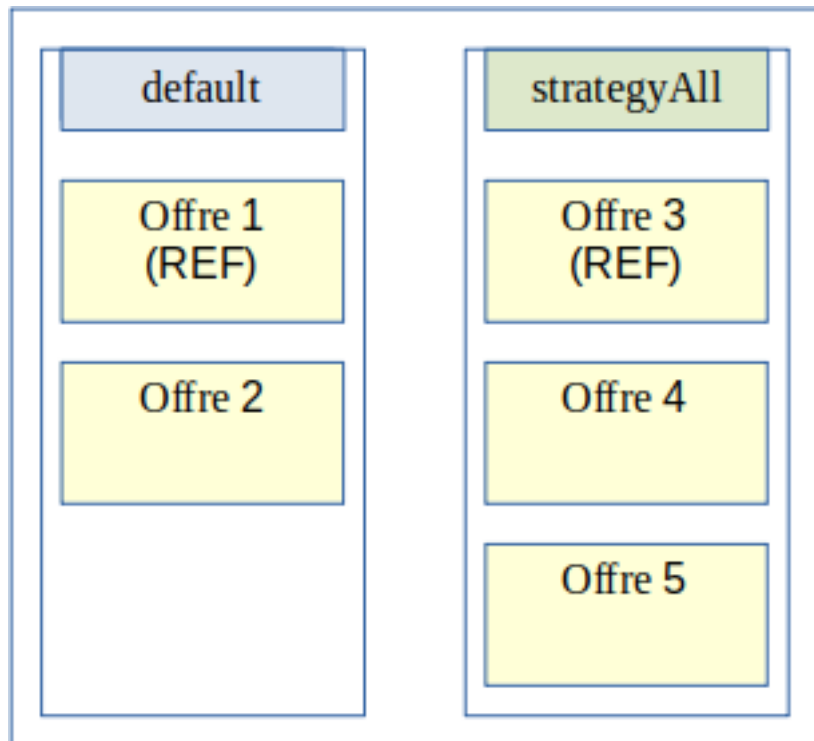 default
Offre 1
(REF)
Offre 2
strategyAll
Offre 3
(REF)
Offre 4
Offre 5